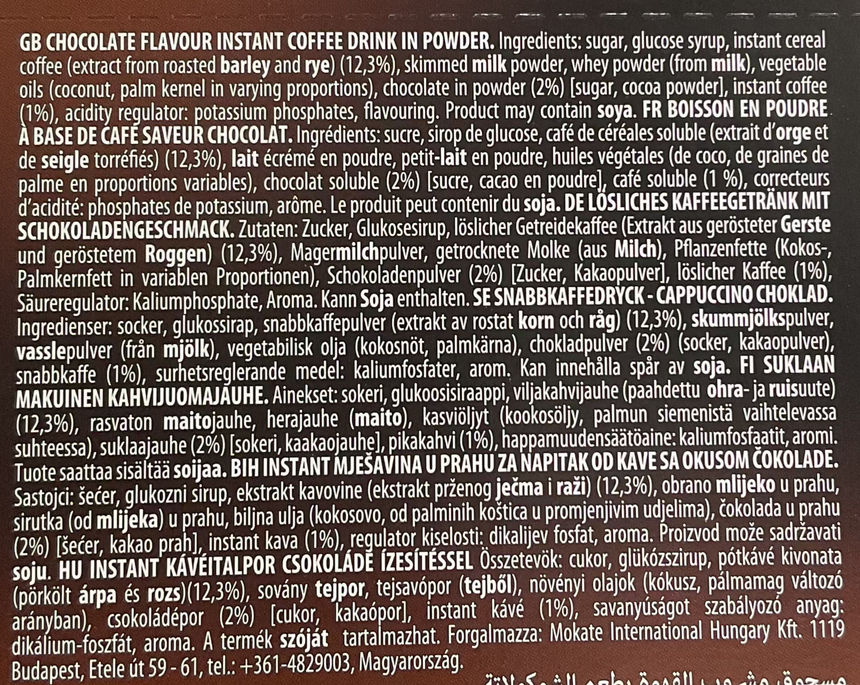 GB CHOCOLATE FLAVOUR INSTANT COFFEE DRINK IN POWDER. Ingredients: sugar, glucose syrup, instant cereal
coffee (extract from roasted barley and rye) (12,3%), skimmed milk powder, whey powder (from milk), vegetable
oils (coconut, palm kernel in varying proportions), chocolate in powder (2%) [sugar, cocoa powder], instant coffee
(1%), acidity regulator: potassium phosphates, flavouring. Product may contain soya. FR BOISSON EN POUDRE
À BASE DE CAFÉ SAVEUR CHOCOLAT. Ingrédients: sucre, sirop de glucose, café de céréales soluble (extrait d'orge et
de seigle torréfiés) (12,3%), lait écrémé en poudre, petit-lait en poudre, huiles végétales (de coco, de graines de
palme en proportions variables), chocolat soluble (2%) [sucre, cacao en poudre], café soluble (1 %), correcteurs
d'acidité: phosphates de potassium, arôme. Le produit peut contenir du soja. DE LÖSLICHES KAFFEEGETRÄNK MIT
SCHOKOLADENGESCHMACK. Zutaten: Zucker, Glukosesirup, löslicher Getreidekaffee (Extrakt aus gerösteter Gerste
und geröstetem Roggen) (12,3%), Magermilchpulver, getrocknete Molke (aus Milch), Pflanzenfette (Kokos-,
Palmkernfett in variablen Proportionen), Schokoladenpulver (2%) [Zucker, Kakaopulver], löslicher Kaffee (1%),
Säureregulator: Kaliumphosphate, Aroma. Kann Soja enthalten. SE SNABBKAFFEDRYCK - CAPPUCCINO CHOKLAD.
Ingredienser: socker, glukossirap, snabbkaffepulver (extrakt av rostat korn och råg) (12,3%), skummjölkspulver,
vasslepulver (från mjölk), vegetabilisk olja (kokosnöt, palmkärna), chokladpulver (2%) (socker, kakaopulver),
snabbkaffe (1%), surhetsreglerande medel: kaliumfosfater, arom. Kan innehålla spår av soja. FI SUKLAAN
MAKUINEN KAHVIJUOMAJAUHE. Ainekset: sokeri, glukoosisiraappi, viljakahvijauhe (paahdettu ohra- ja ruisuute)
(12,3%), rasvaton maitojauhe, herajauhe (maito), kasviöljyt (kookosöljy, palmun siemenistä vaihtelevassa
suhteessa), suklaajauhe (2%) [sokeri, kaakaojauhe], pikakahvi (1%), happamuudensäätöaine: kaliumfosfaatit, aromi.
Tuote saattaa sisältää soijaa. BIH INSTANT MJEŠAVINA U PRAHU ZA NAPITAK OD KAVE SA OKUSOM ČOKOLADE.
Sastojci: šećer, glukozni sirup, ekstrakt kavovine (ekstrakt prženog ječma i raži) (12,3%), obrano mlijeko u prahu,
sirutka (od mlijeka) u prahu, biljna ulja (kokosovo, od palminih koštica u promjenjivim udjelima), čokolada u prahu
(2%) [šećer, kakao prah], instant kava (1%), regulator kiselosti: dikalijev fosfat, aroma. Proizvod može sadržavati
soju. HU INSTANT KÁVÉITALPOR CSOKOLÁDÉ ÍZESÍTÉSSEL Összetevök: cukor, glükózszirup, pótkávé kivonata
(pörkölt árpa és rozs)(12,3%), sovány tejpor, tejsavópor (tejből), növényi olajok (kókusz, pálmamag változó
arányban), csokoládépor (2%) [cukor, kakaópor], instant kávé (1%), savanyúságot szabályozó anyag:
dikálium-foszfát, aroma. A termék szóját tartalmazhat. Forgalmazza: Mokate International Hungary Kft. 1119
Budapest, Etele út 59 - 61, tel.: +361-4829003, Magyarország.